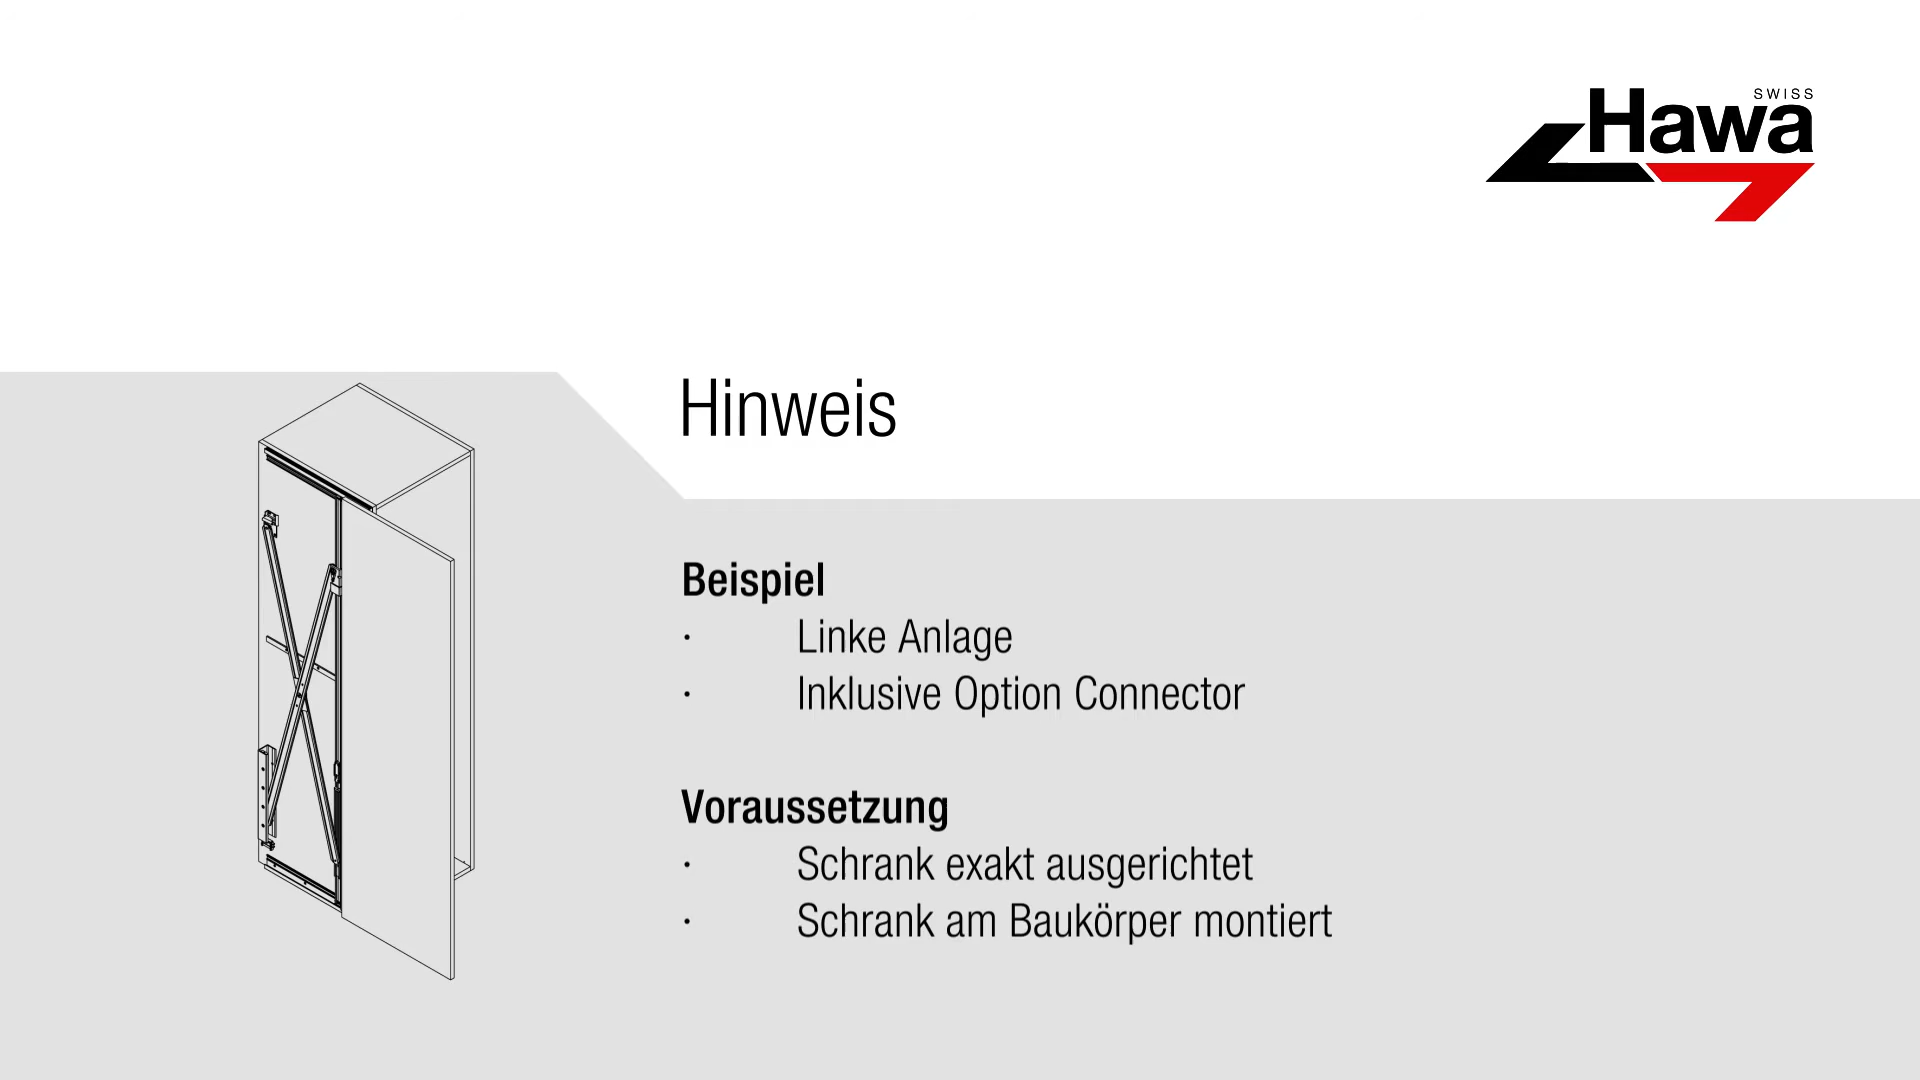 SWISS
Hawa
Hinweis
Beispiel
· Linke Anlage
· Inklusive Option Connector
Voraussetzung
· Schrank exakt ausgerichtet
· Schrank am Baukörper montiert